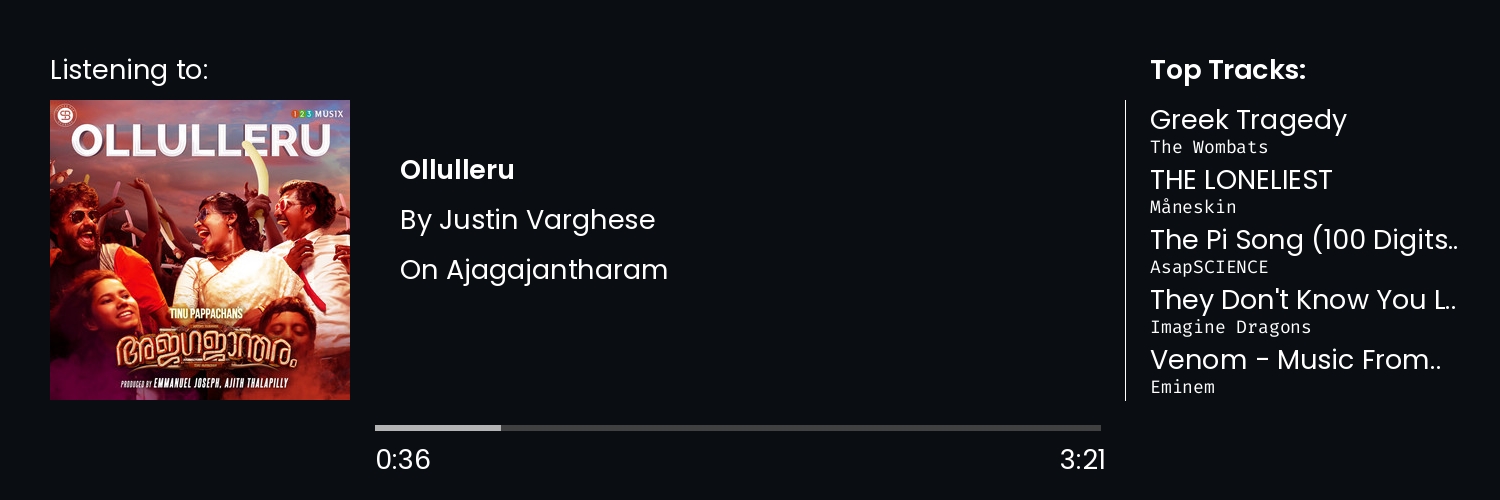 Listening to:
123 MUSIX
OLLULLERU
TINU PAPPACHANS
അജഗജാന്തരം
PRODUCED BY EMMANUEL JOSEPH, AJITH THALAPILLY
Ollulleru
By Justin Varghese
On Ajagajantharam
0:36
3:21
Top Tracks:
Greek Tragedy
The Wombats
THE LONELIEST
Måneskin
The Pi Song (100 Digits..
AsapSCIENCE
They Don't Know You L..
Imagine Dragons
Venom - Music From..
Eminem